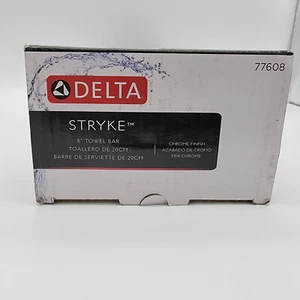 77608
DELTA
STRYKE™
8" TOWEL BAR
TOALLERO DE 20CM
BARRE DE SERVIETTE DE 20CM
CHROME FINISH
ACABADO DE CROMO
FINI CHROME